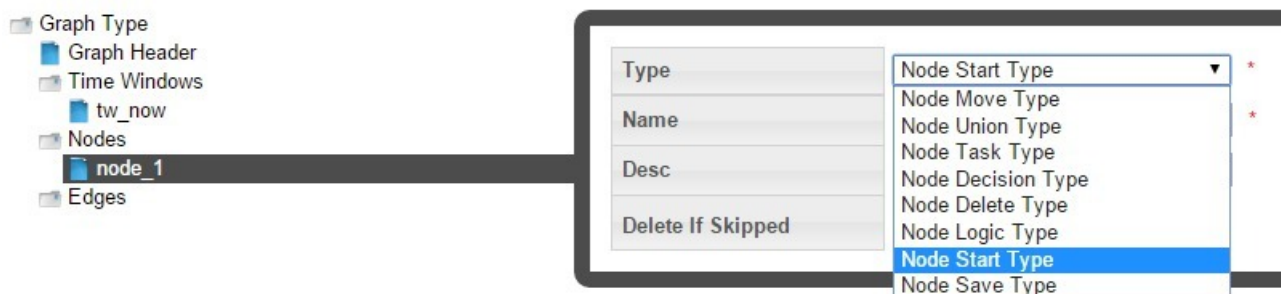 Graph Type
Graph Header
Time Windows
tw_now
Nodes
node_1
Edges
Type
Node Start Type
*
Name
*
Desc
Delete If Skipped
Node Move Type
Node Union Type
Node Task Type
Node Decision Type
Node Delete Type
Node Logic Type
Node Start Type
Node Save Type